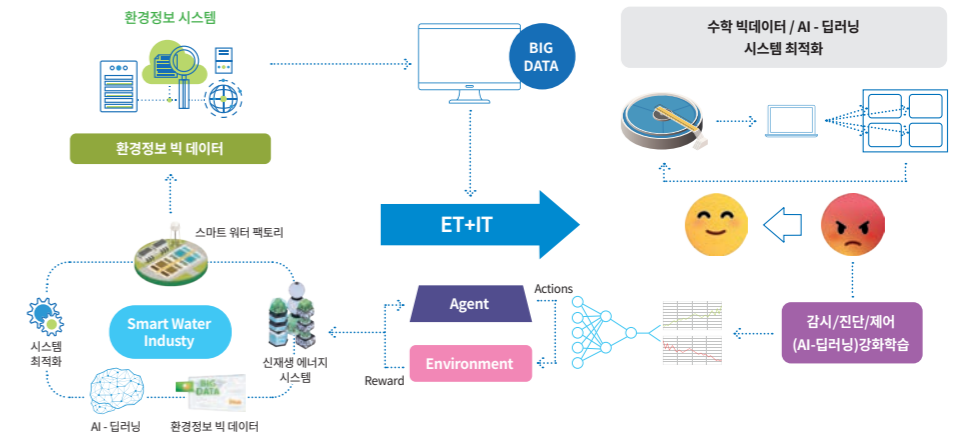 환경정보 시스템
BIG
DATA
수학 빅데이터 / AI - 딥러닝
시스템 최적화
환경정보 빅 데이터
스마트 워터 팩토리
ET+IT
Smart Water
Industy
시스템
최적화
신재생 에너지
시스템
AI - 딥러닝
BIG
DATA
환경정보 빅 데이터
Agent
Actions
Environment
Reward
감시/진단/제어
(AI-딥러닝)강화학습